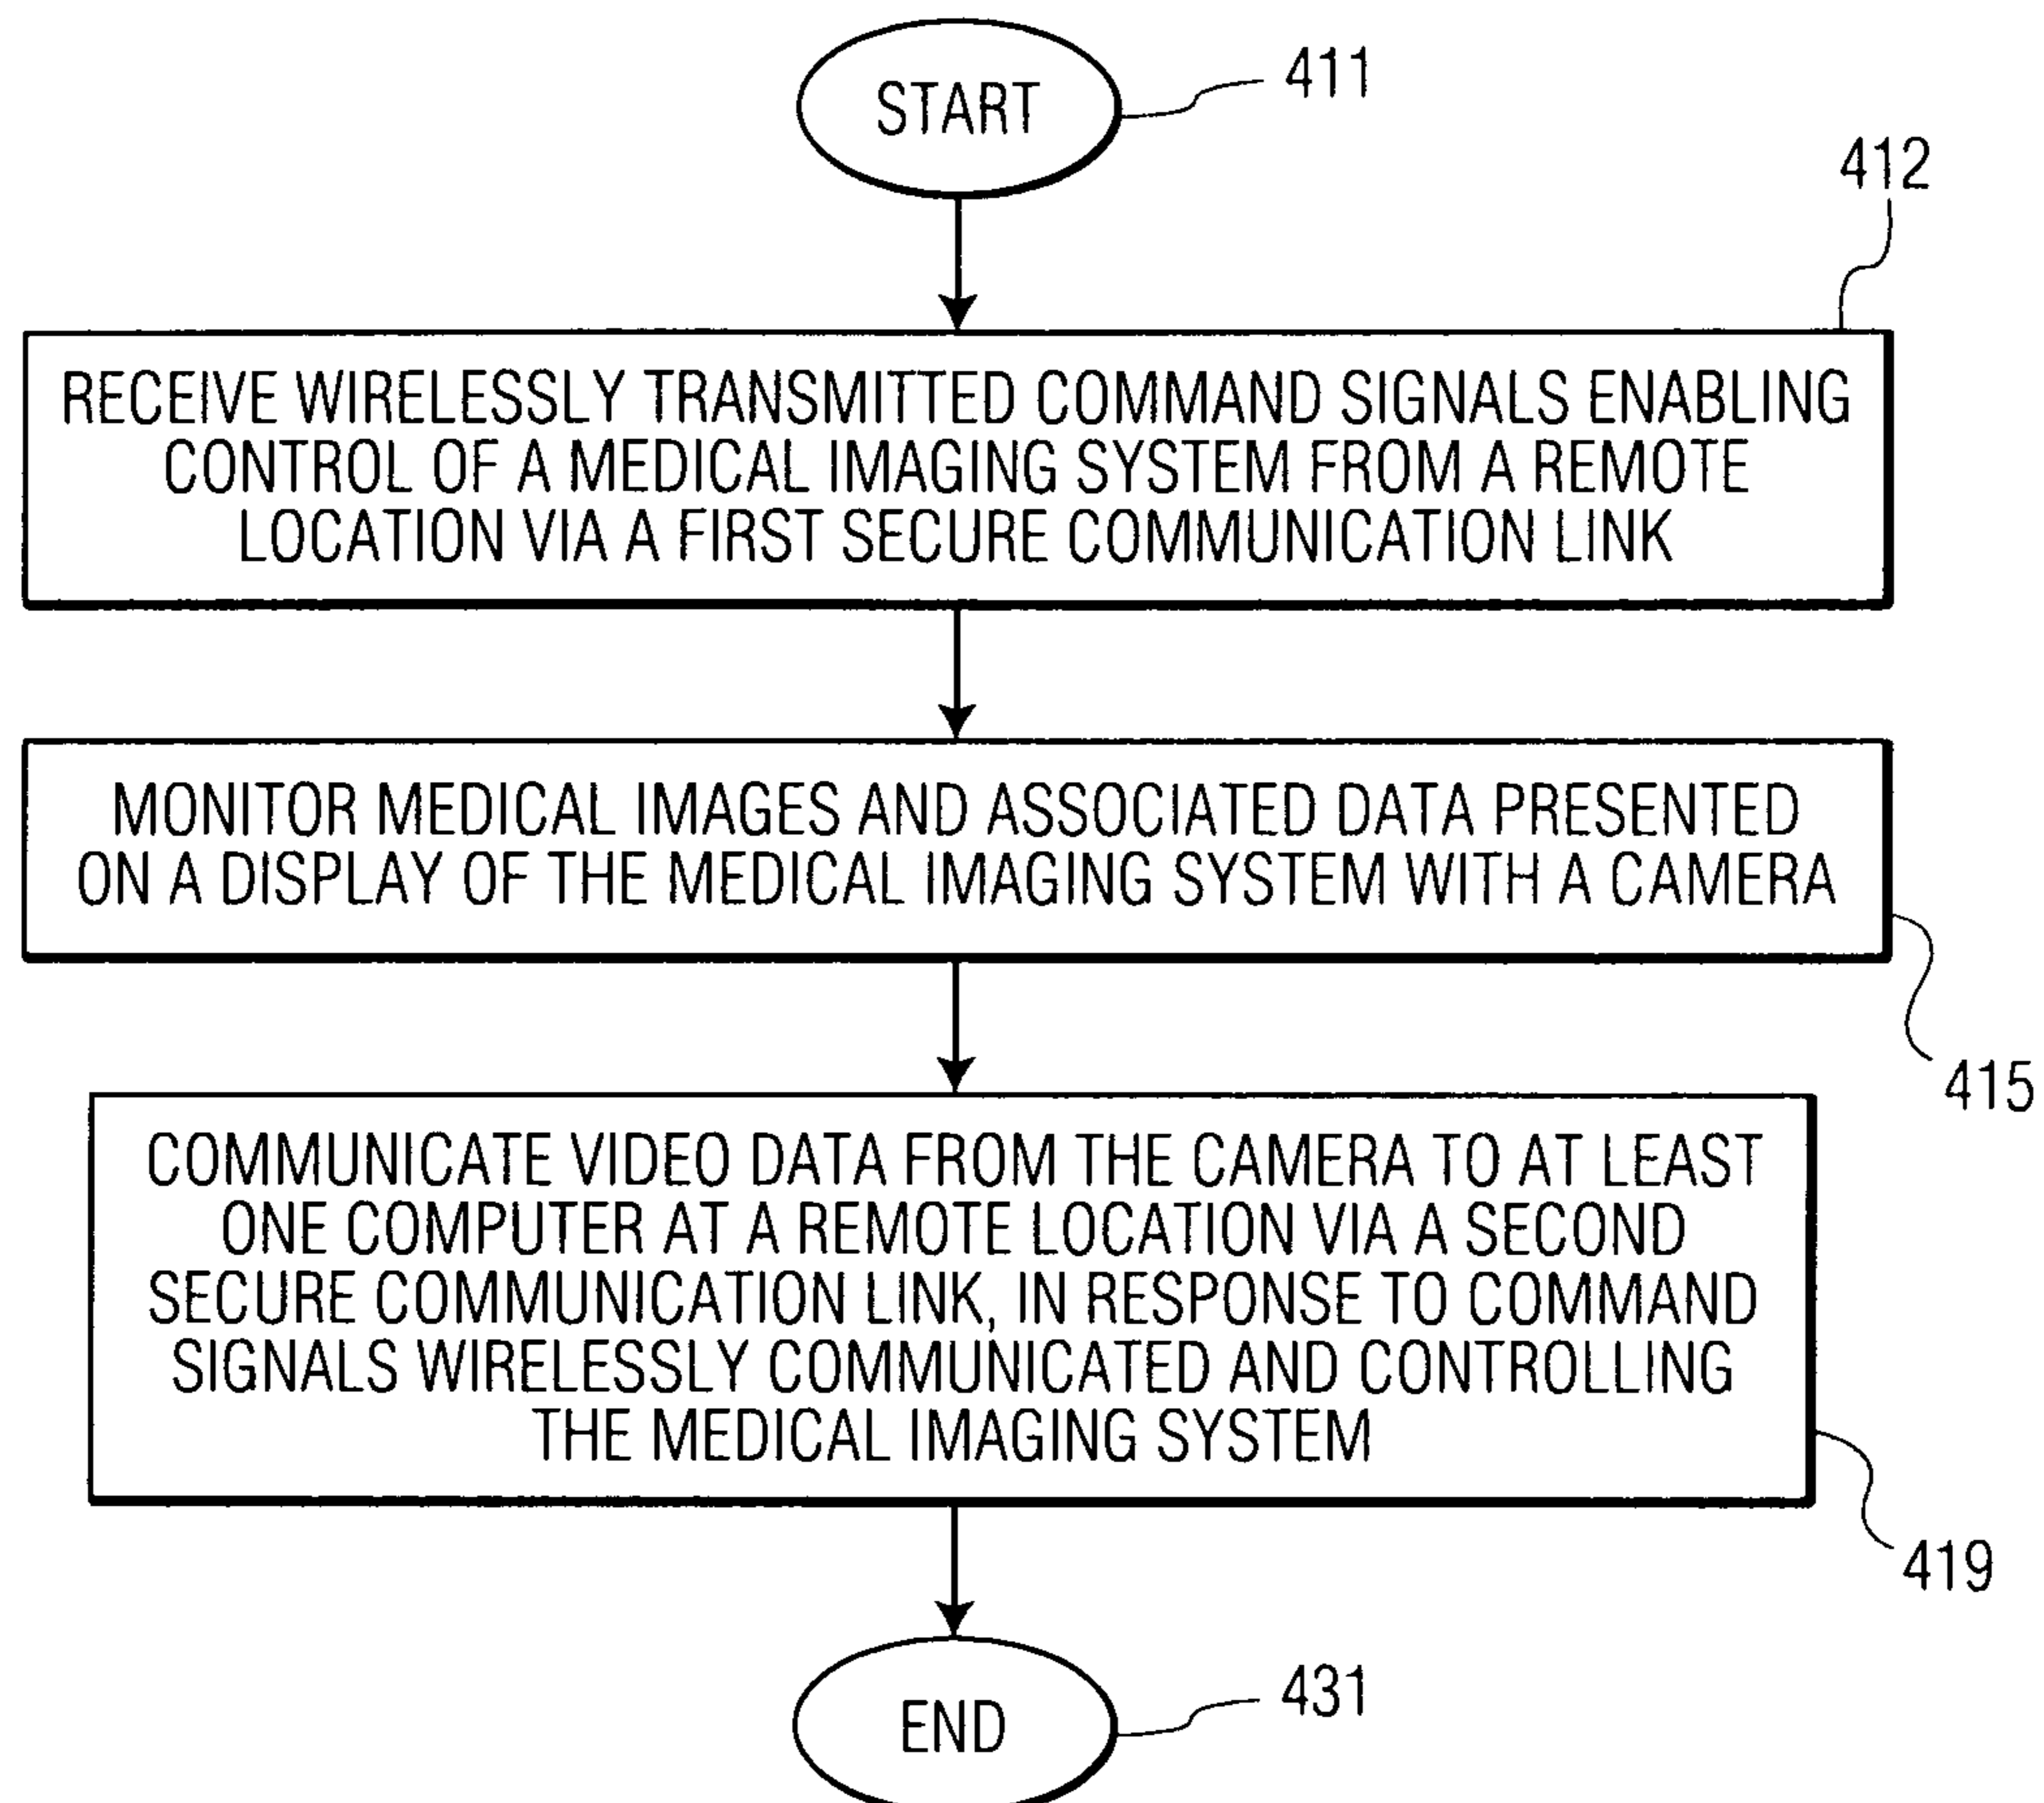 START
411
412
RECEIVE WIRELESSLY TRANSMITTED COMMAND SIGNALS ENABLING
CONTROL OF A MEDICAL IMAGING SYSTEM FROM A REMOTE
LOCATION VIA A FIRST SECURE COMMUNICATION LINK
MONITOR MEDICAL IMAGES AND ASSOCIATED DATA PRESENTED
ON A DISPLAY OF THE MEDICAL IMAGING SYSTEM WITH A CAMERA
415
COMMUNICATE VIDEO DATA FROM THE CAMERA TO AT LEAST
ONE COMPUTER AT A REMOTE LOCATION VIA A SECOND
SECURE COMMUNICATION LINK, IN RESPONSE TO COMMAND
SIGNALS WIRELESSLY COMMUNICATED AND CONTROLLING
THE MEDICAL IMAGING SYSTEM
419
END
431